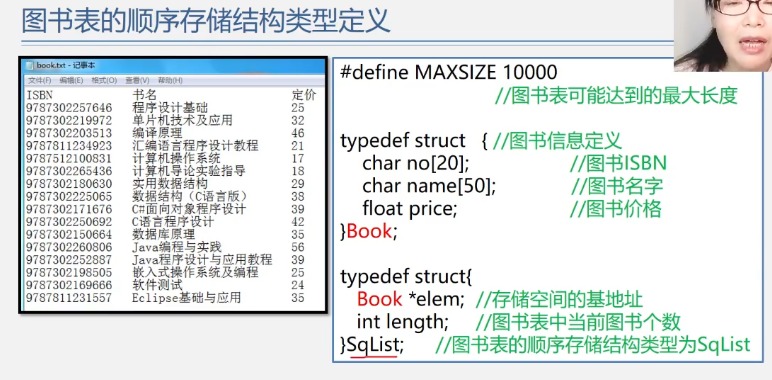 图书表的顺序存储结构类型定义
book.txt - 记事本
文件(F) 编辑(E) 格式(O) 查看(V) 帮助(H)
ISBN 书名 定价
9787302257646 程序设计基础 25
9787302219972 单片机技术及应用 32
9787302203513 编译原理 46
9787811234923 汇编语言程序设计教程 21
9787512100831 计算机操作系统 17
9787302265436 计算机导论实验指导 18
9787302180630 实用数据结构 29
9787302225065 数据结构（C语言版） 38
9787302171676 C#面向对象程序设计 39
9787302250692 C语言程序设计 42
9787302150664 数据库原理 35
9787302260806 Java编程与实践 56
9787302252887 Java程序设计与应用教程 39
9787302198505 嵌入式操作系统及编程 25
9787302169666 软件测试 24
9787811231557 Eclipse基础与应用 35
#define MAXSIZE 10000
//图书表可能达到的最大长度
typedef struct { //图书信息定义
char no[20]; //图书ISBN
char name[50]; //图书名字
float price; //图书价格
}Book;
typedef struct{
Book *elem; //存储空间的基地址
int length; //图书表中当前图书个数
}SqList; //图书表的顺序存储结构类型为SqList